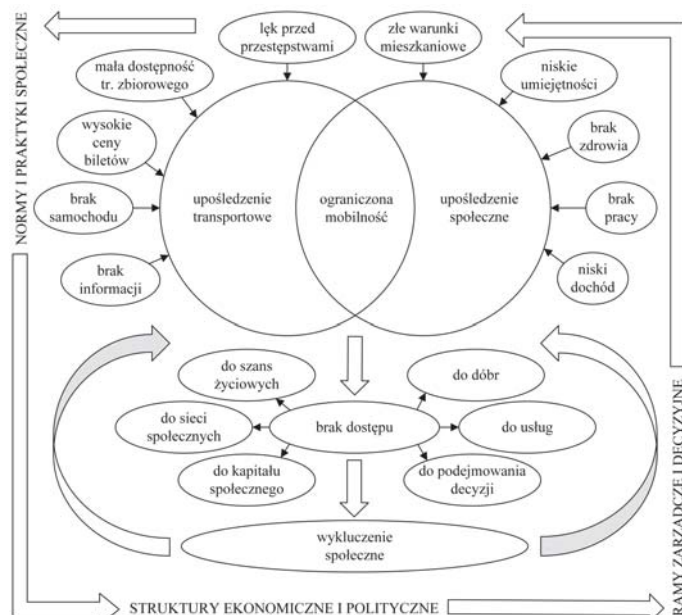 NORMY I PRAKTYKI SPOŁECZNE
lęk przed
przestępstwami
złe warunki
mieszkaniowe
mała dostępność
tr. zbiorowego
niskie
umiejętności
wysokie
ceny
biletów
brak
zdrowia
brak
samochodu
upośledzenie
transportowe
ograniczona
mobilność
upośledzenie
społeczne
brak
pracy
brak
informacji
niski
dochód
do szans
życiowych
do dóbr
do sieci
społecznych
brak dostępu
do usług
do kapitału
społecznego
do podejmowania
decyzji
wykluczenie
społeczne
STRUKTURY EKONOMICZNE I POLITYCZNE
RAMY ZARZĄDCZE I DECYZYJNE